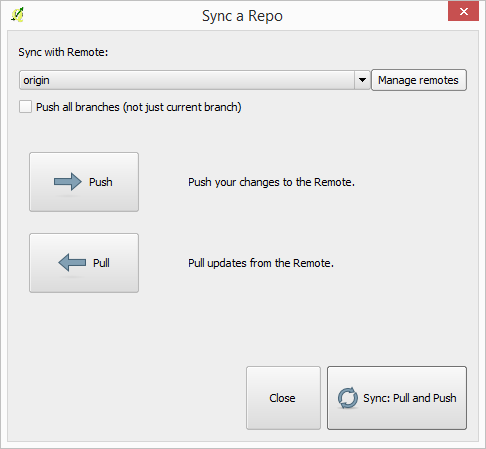 Sync a Repo
Sync with Remote:
origin
Manage remotes
Push all branches (not just current branch)
Push
Push your changes to the Remote.
Pull
Pull updates from the Remote.
Close
Sync: Pull and Push